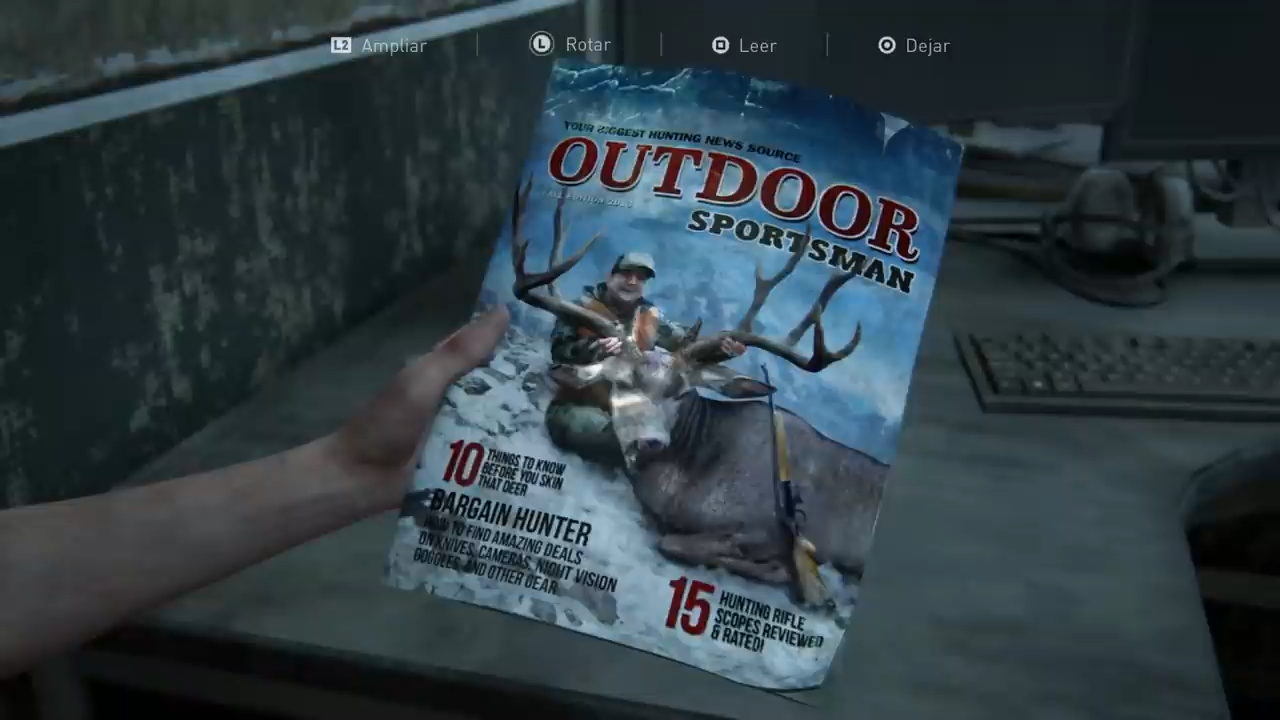 L2 Ampliar
L Rotar
Leer
Dejar
YOUR BIGGEST HUNTING NEWS SOURCE
OUTDOOR
SPORTSMAN
10 THINGS TO KNOW
BEFORE YOU SKIN
THAT DEER
BARGAIN HUNTER
HOW TO FIND AMAZING DEALS
ON KNIVES, CAMERAS, NIGHT VISION
GOGGLES, AND OTHER GEAR
15 HUNTING RIFLE
SCOPES REVIEWED
& RATED!